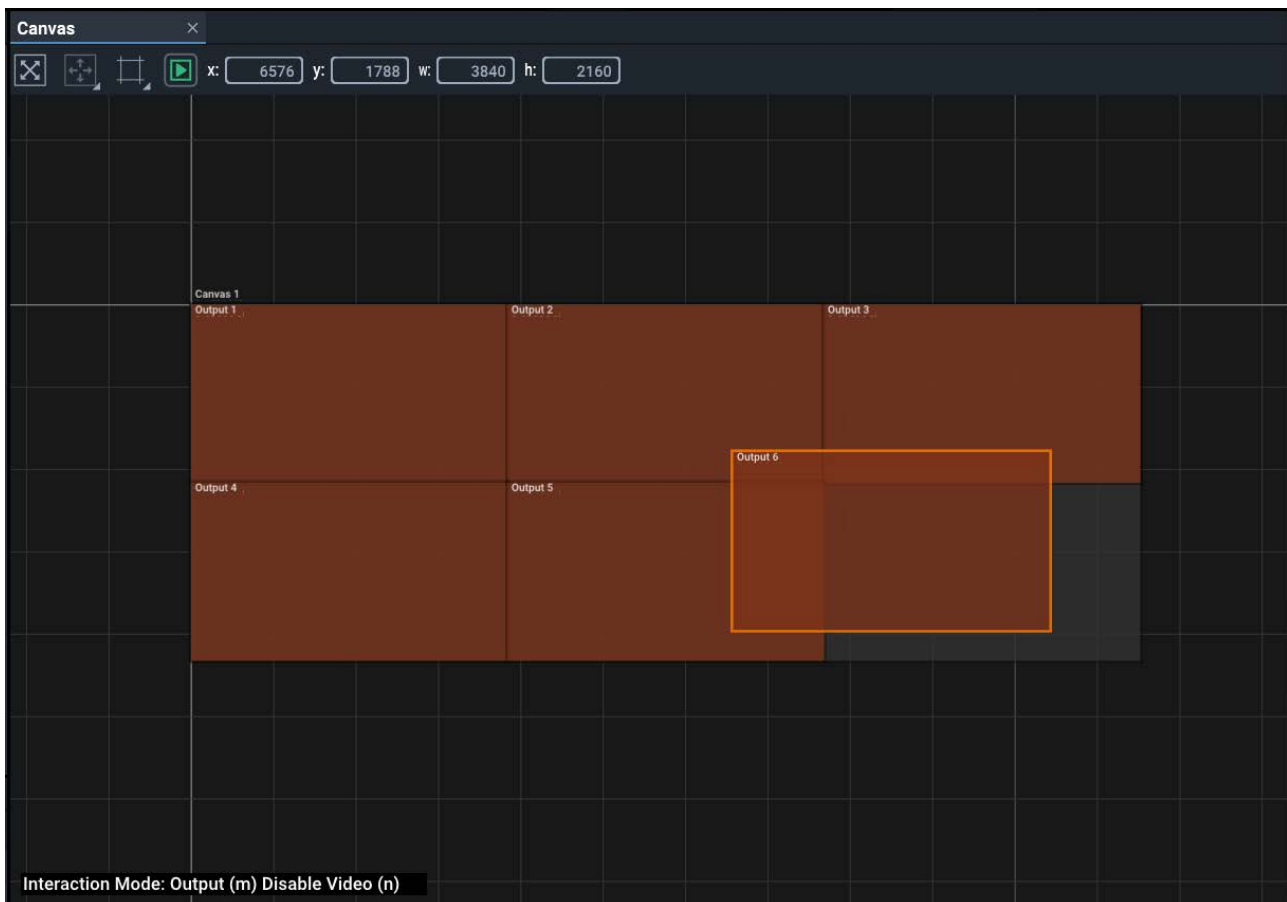 Canvas ×
x: 6576 y: 1788 w: 3840 h: 2160
Canvas 1
Output 1 Output 2 Output 3
Output 6
Output 4 Output 5
Interaction Mode: Output (m) Disable Video (n)